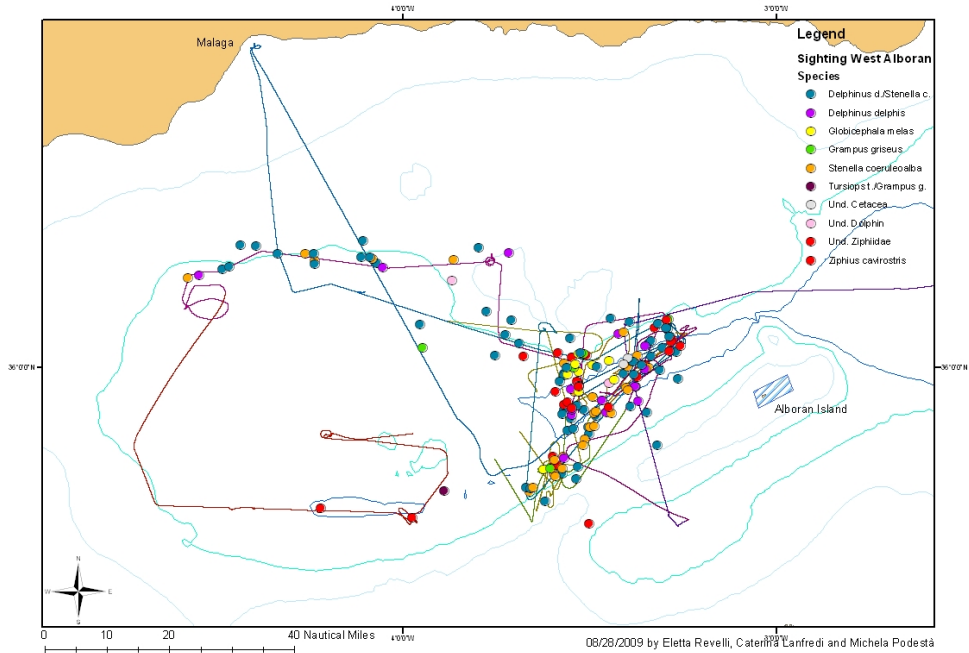 4°0'0"W 3°0'0"W
Malaga
Legend
Sighting West Alboran
Species
Delphinus d./Stella c.
Delphinus delphis
Globicephala melas
Grampus griseus
Stenella coeruleoalba
Tursiops t./Grampus g.
Und. Cetacea
Und. Dolphin
Und. Ziphiidae
Ziphius cavirostris
36°0'0"N 36°0'0"N
Alboran Island
N
W E
S
0 10 20 40 Nautical Miles
4°0'0"W 3°0'0"W
08/28/2009 by Eletta Revelli, Caterina Lanfredi and Michela Podestà